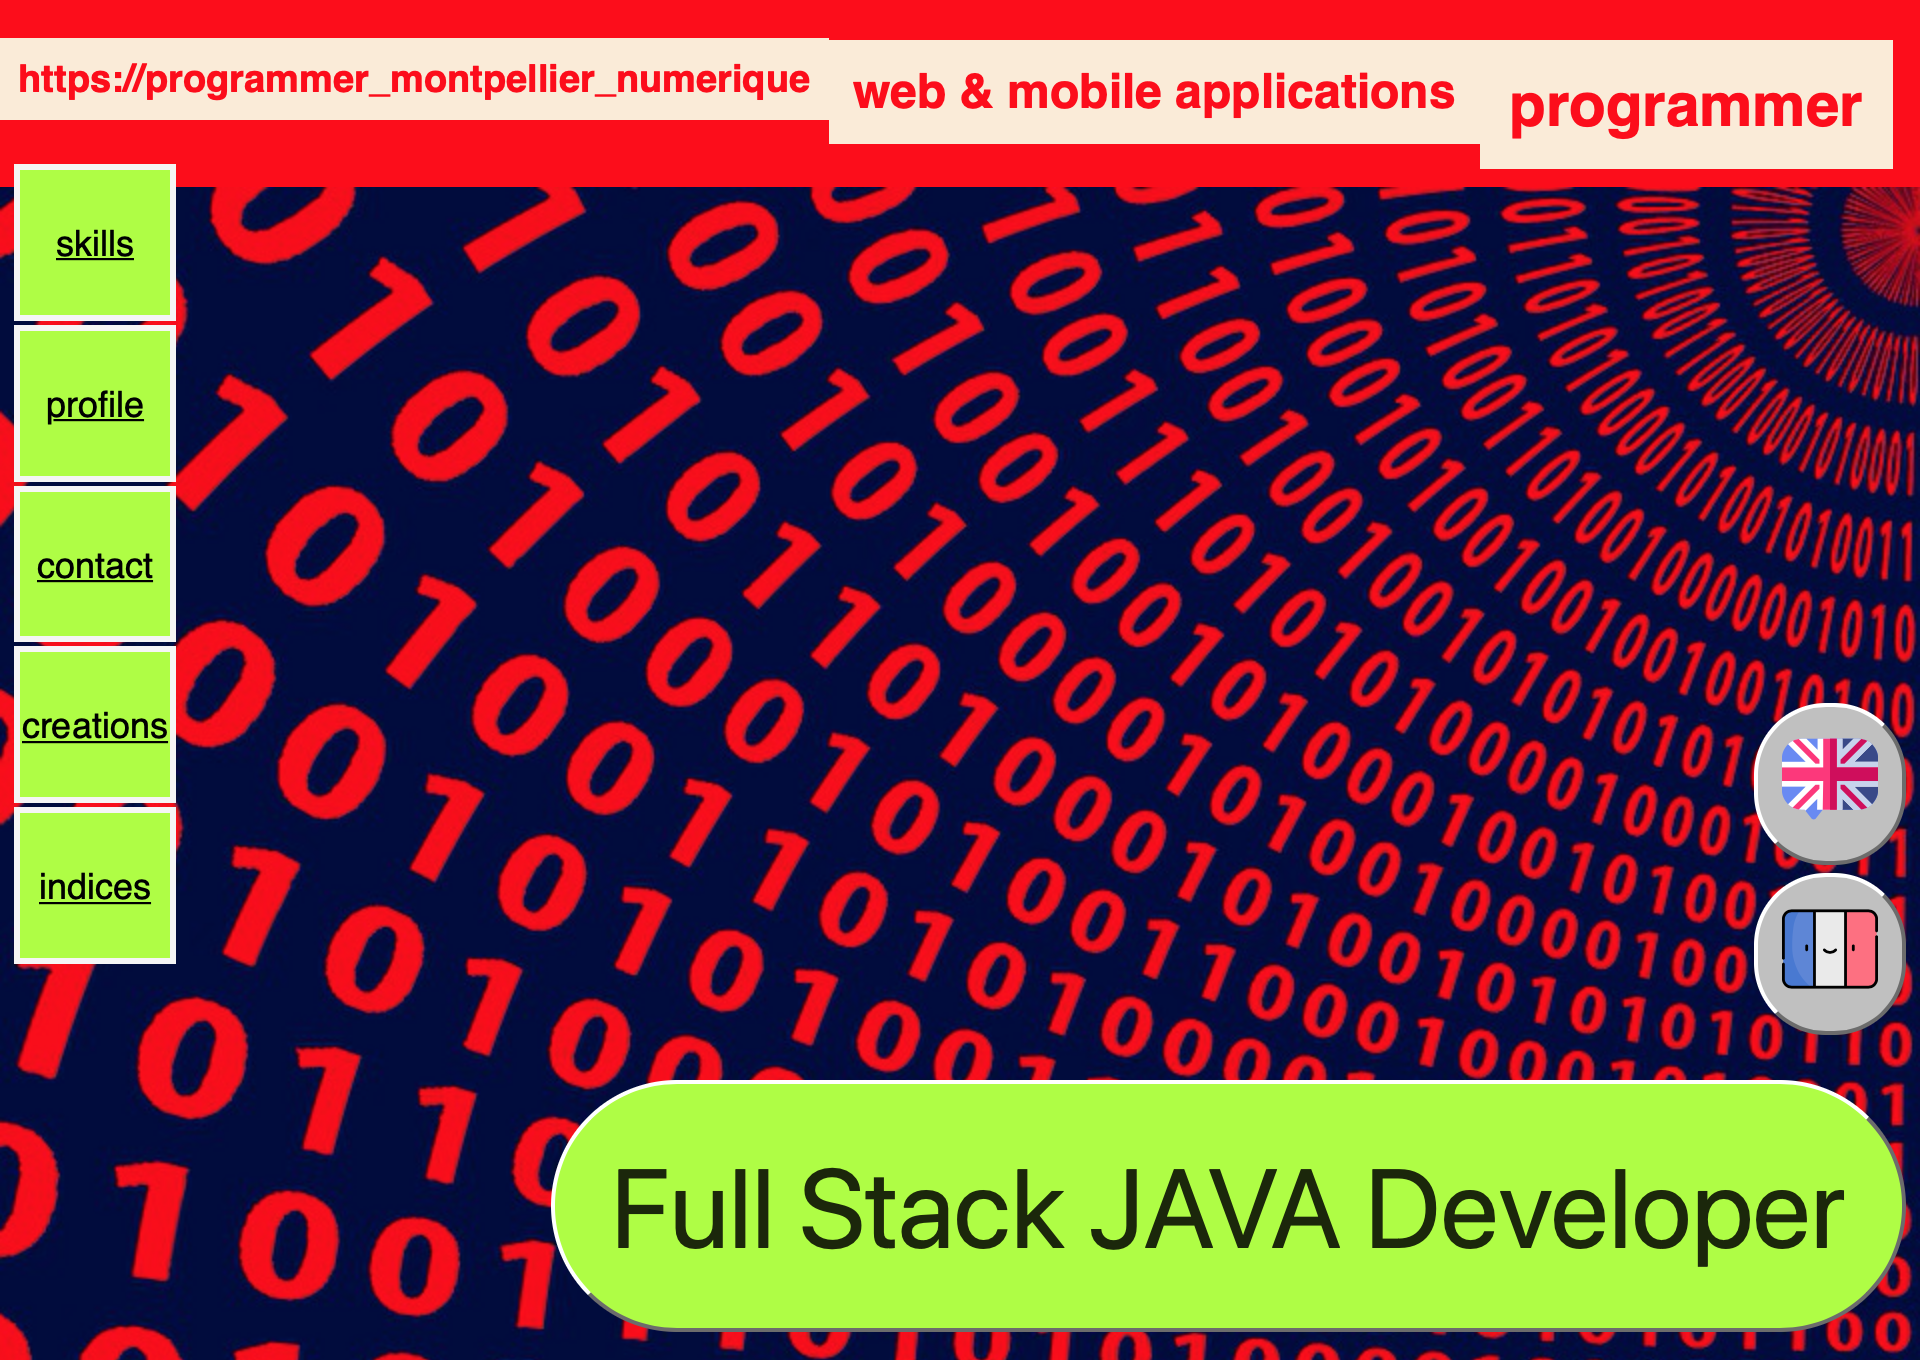 https://programmer_montpellier_numerique
web & mobile applications
programmer
skills
profile
contact
creations
indices
Full Stack JAVA Developer